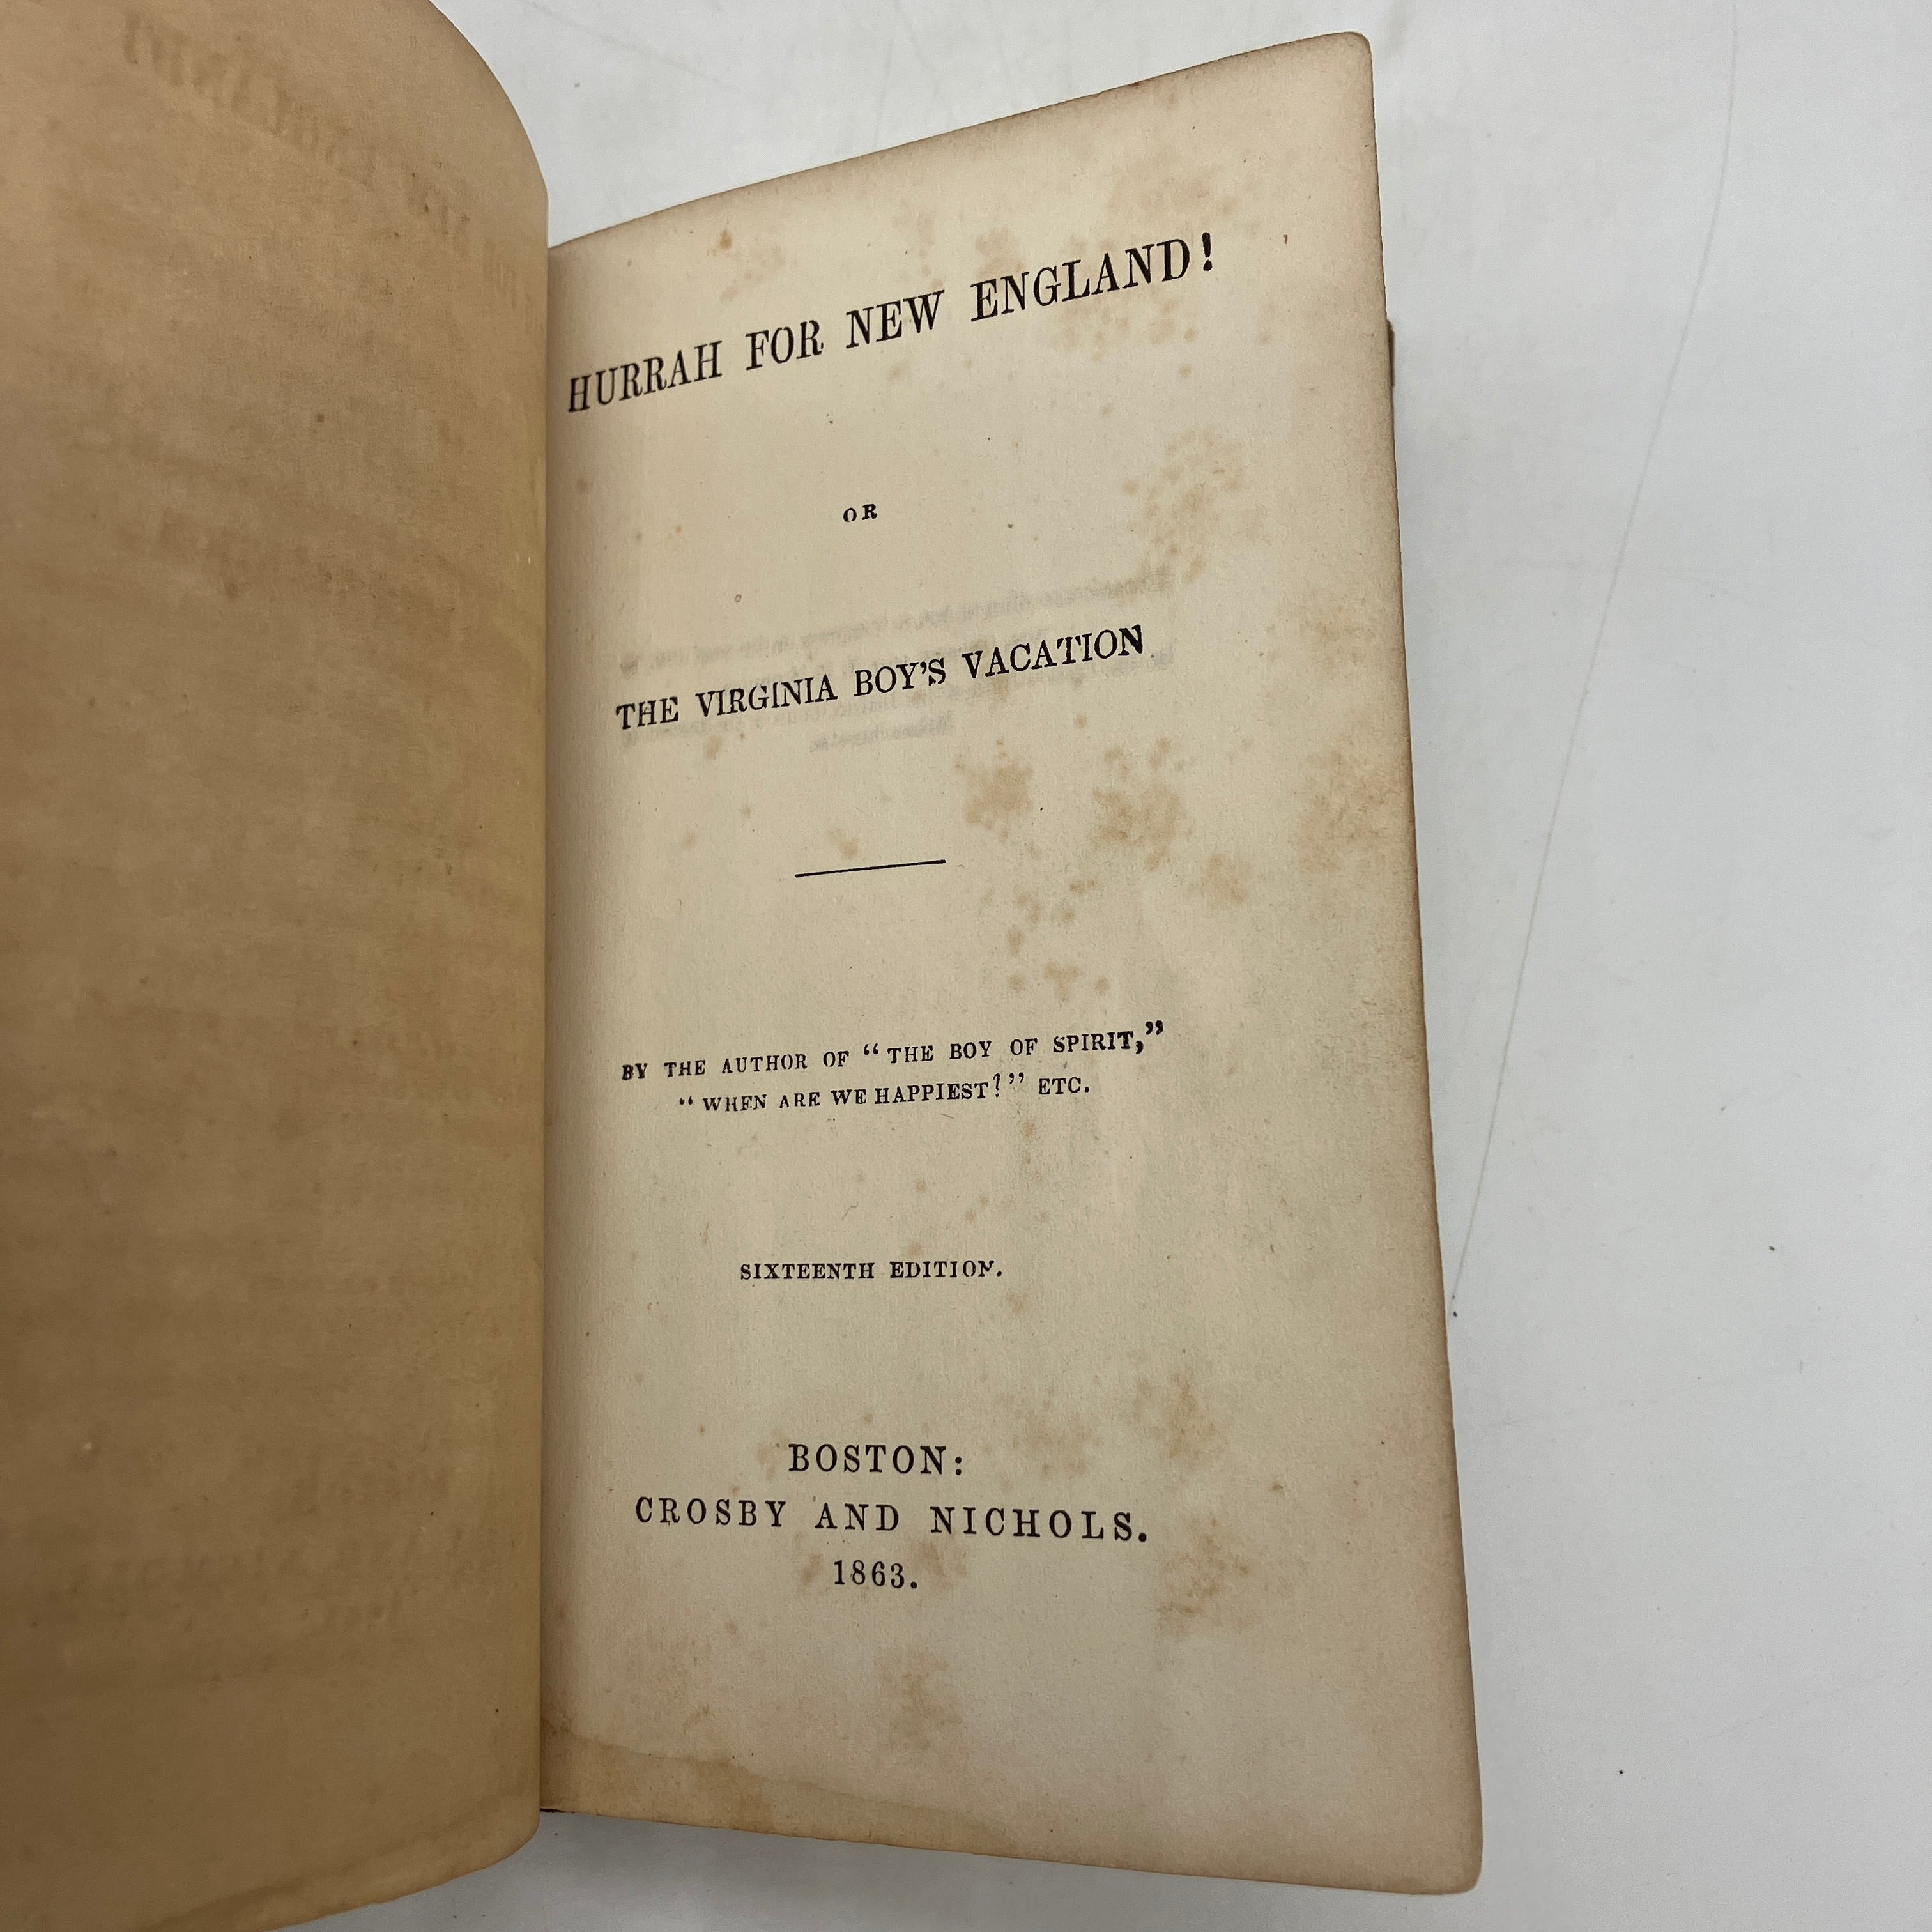 HURRAH FOR NEW ENGLAND!
OR
THE VIRGINIA BOY'S VACATION
BY THE AUTHOR OF “THE BOY OF SPIRIT,”
“WHEN ARE WE HAPPIEST?” ETC.
SIXTEENTH EDITION.
BOSTON:
CROSBY AND NICHOLS.
1863.